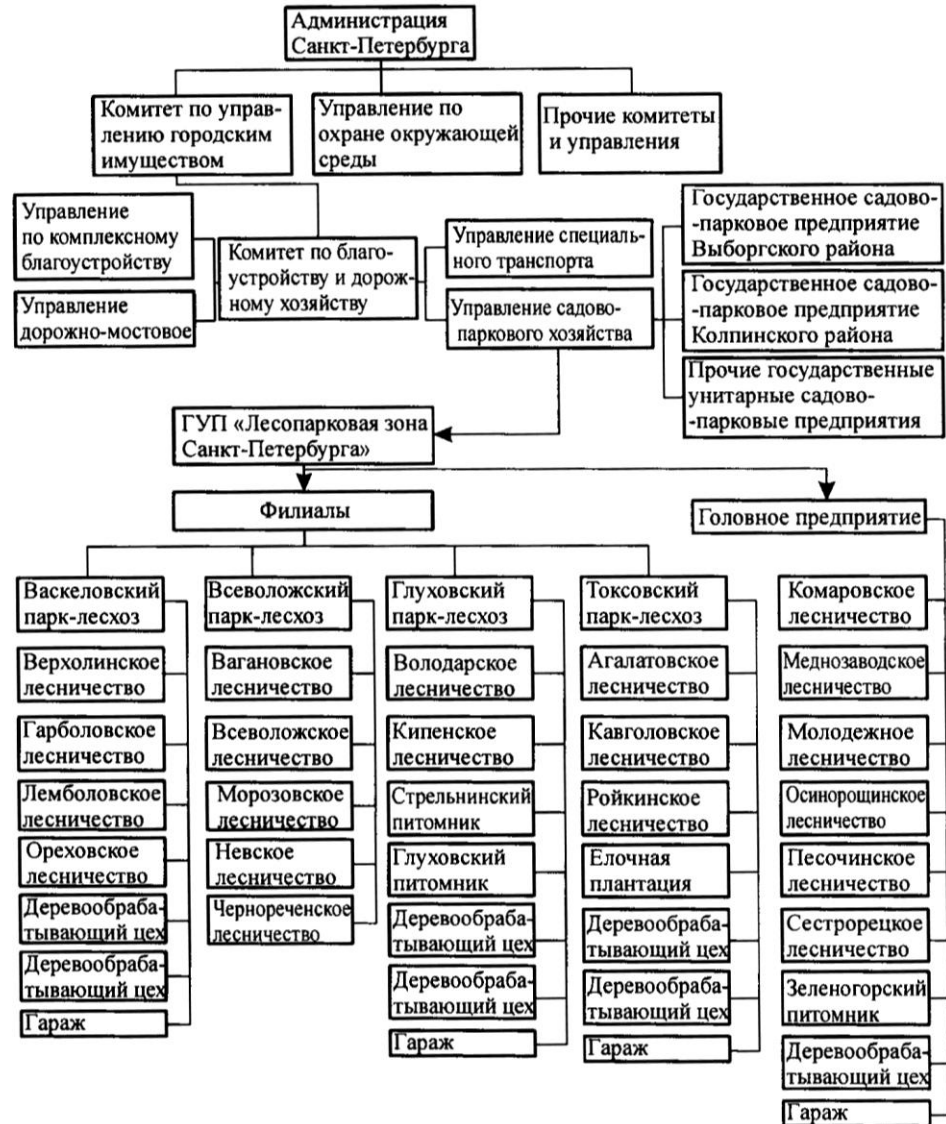 Администрация
Санкт-Петербурга
Комитет по управ-
лению городским
имуществом
Управление по
охране окружающей
среды
Прочие комитеты
и управления
Управление
по комплексному
благоустройству
Управление
дорожно-мостовое
Комитет по благо-
устройству и дорож-
ному хозяйству
Управление специаль-
ного транспорта
Управление садово-
паркового хозяйства
Государственное садово-
-парковое предприятие
Выборгского района
Государственное садово-
-парковое предприятие
Колпинского района
Прочие государственные
унитарные садово-
-парковые предприятия
ГУП «Лесопарковая зона
Санкт-Петербурга»
Филиалы
Головное предприятие
Васкеловский
парк-лесхоз
Верхолинское
лесничество
Гарболовское
лесничество
Лемболовское
лесничество
Ореховское
лесничество
Деревообраба-
тывающий цех
Деревообраба-
тывающий цех
Гараж
Всеволожский
парк-лесхоз
Вагановское
лесничество
Всеволожское
лесничество
Морозовское
лесничество
Невское
лесничество
Чернореченское
лесничество
Глуховский
парк-лесхоз
Володарское
лесничество
Кипенское
лесничество
Стрельнинский
питомник
Глуховский
питомник
Деревообраба-
тывающий цех
Деревообраба-
тывающий цех
Гараж
Токсовский
парк-лесхоз
Агалатовское
лесничество
Кавголовское
лесничество
Ройкинское
лесничество
Елочная
плантация
Деревообраба-
тывающий цех
Деревообраба-
тывающий цех
Гараж
Комаровское
лесничество
Меднозаводское
лесничество
Молодежное
лесничество
Осинорощинское
лесничество
Песочинское
лесничество
Сестрорецкое
лесничество
Зеленогорский
питомник
Деревообраба-
тывающий цех
Гараж